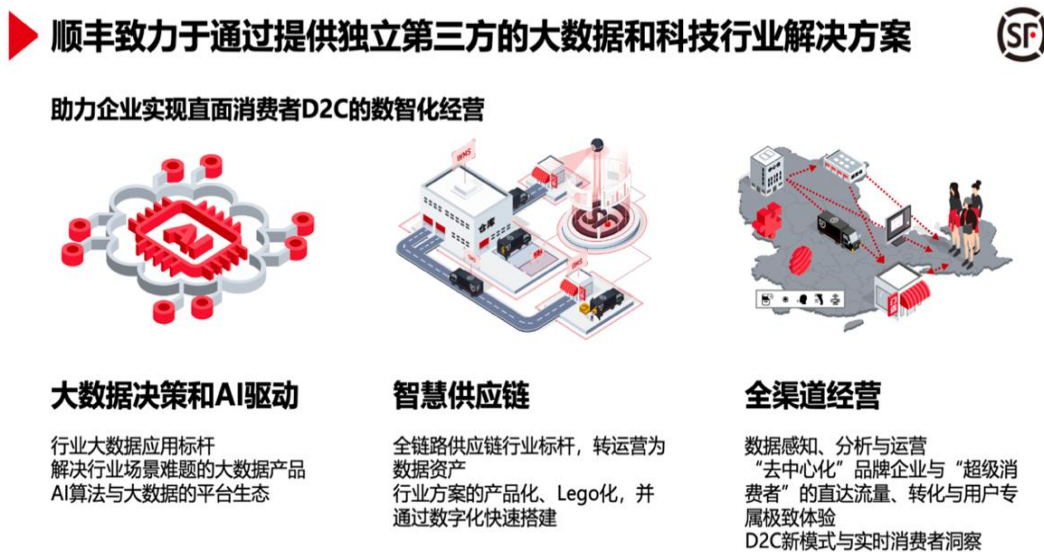 顺丰致力于通过提供独立第三方的大数据和科技行业解决方案
SF
助力企业实现直面消费者D2C的数智化经营
AI
WMS
大数据决策和AI驱动
行业大数据应用标杆
解决行业场景难题的大数据产品
AI算法与大数据的平台生态
智慧供应链
全链路供应链行业标杆，转运营为
数据资产
行业方案的产品化、Lego化，并
通过数字化快速搭建
全渠道经营
数据感知、分析与运营
“去中心化”品牌企业与“超级消
费者”的直达流量、转化与用户专
属极致体验
D2C新模式与实时消费者洞察